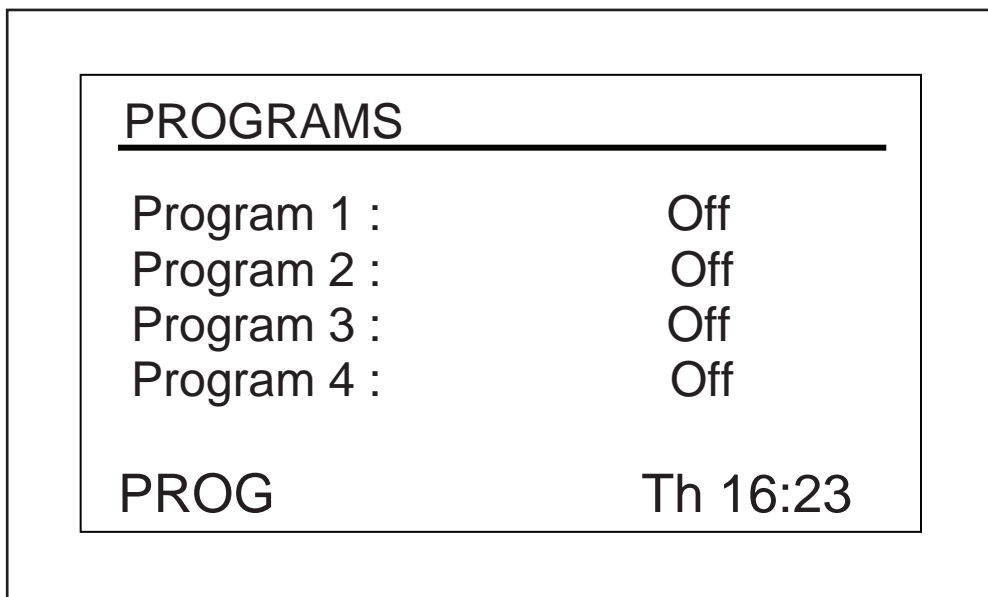 PROGRAMS
Program 1 : Off
Program 2 : Off
Program 3 : Off
Program 4 : Off
PROG Th 16:23